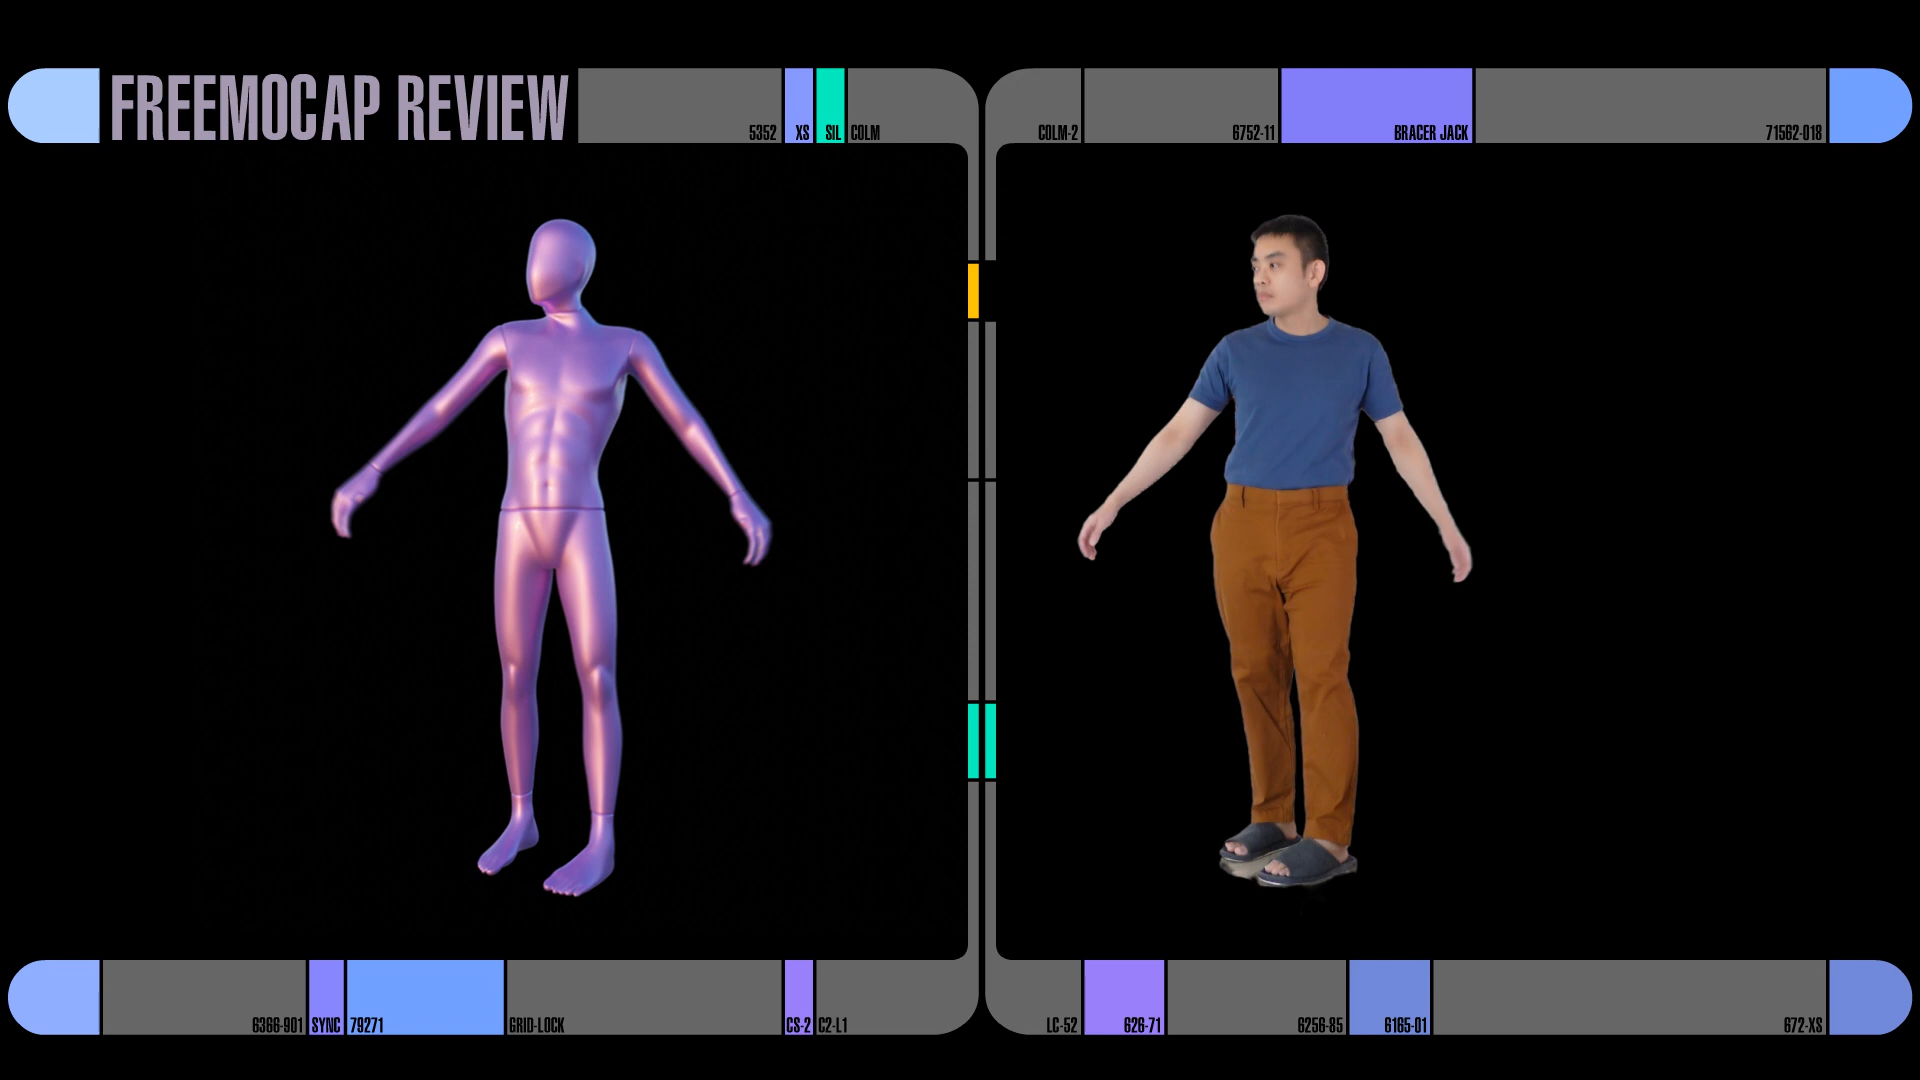 FREEMOCAP REVIEW
5352
XS
SIL
COLM
COLM-2
6752-11
BRACER JACK
71562-018
6366-901
SYNC
79271
GRID-LOCK
CS-2
C2-L1
LC-52
626-71
6256-85
6165-01
672-XS